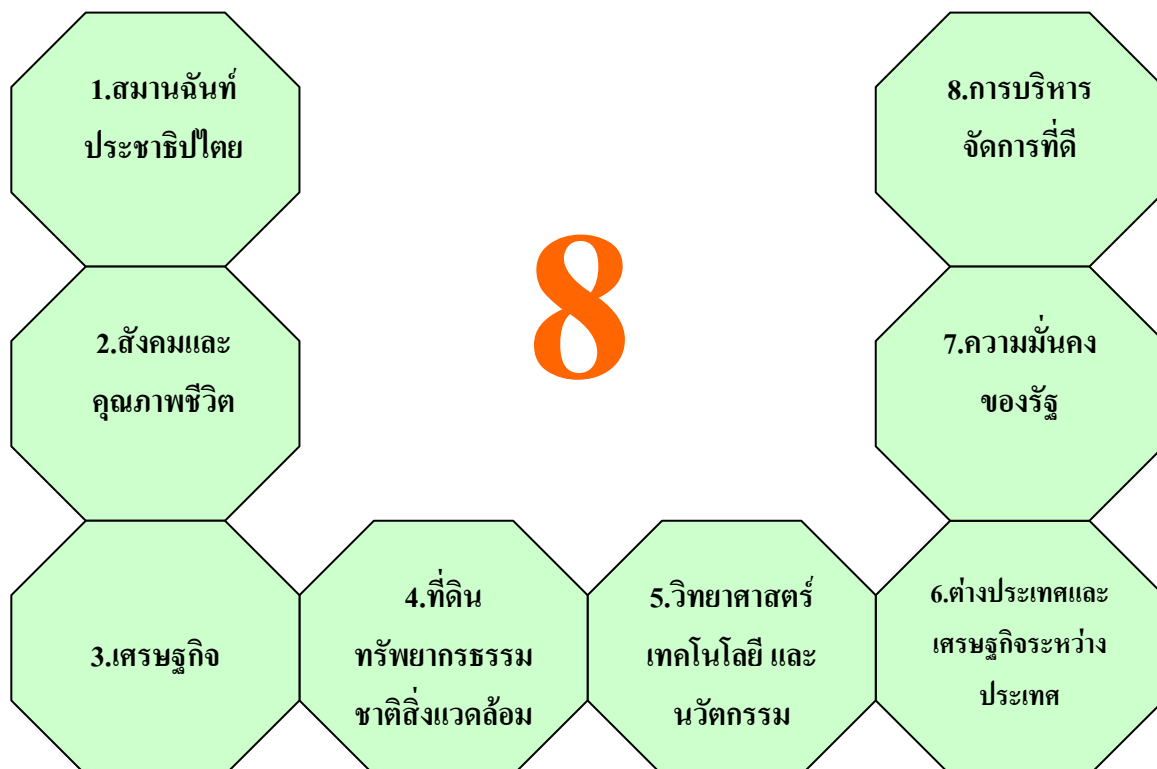 1.สมานฉันท์
ประชาธิปไตย
2.สังคมและ
คุณภาพชีวิต
3.เศรษฐกิจ
4.ที่ดิน
ทรัพยากรธรรม
ชาติสิ่งแวดล้อม
5.วิทยาศาสตร์
เทคโนโลยี และ
นวัตกรรม
6.ต่างประเทศและ
เศรษฐกิจระหว่าง
ประเทศ
7.ความมั่นคง
ของรัฐ
8.การบริหาร
จัดการที่ดี
8